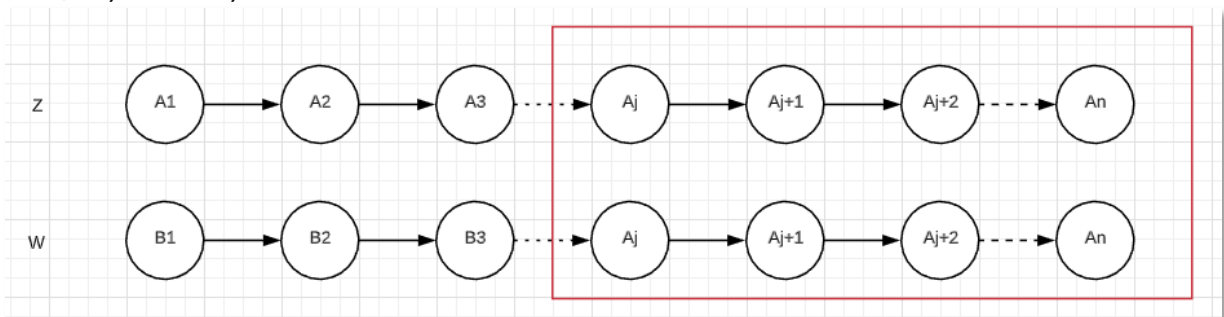 Z A1 A2 A3 Aj Aj+1 Aj+2 An
W B1 B2 B3 Aj Aj+1 Aj+2 An